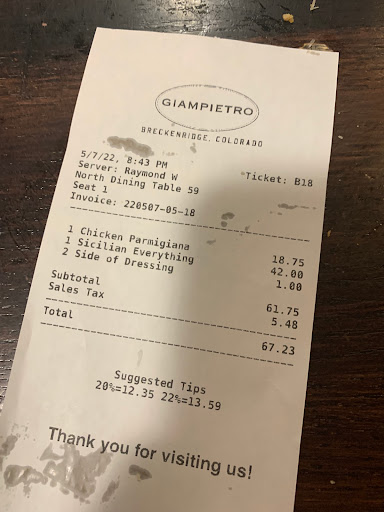 GIAMPIETRO
BRECKENRIDGE, COLORADO
5/7/22, 8:43 PM Ticket: B18
Server: Raymond W
North Dining Table 59
Seat 1
Invoice: 220507-05-18
1 Chicken Parmigiana 18.75
1 Sicilian Everything 42.00
2 Side of Dressing 1.00
Subtotal 61.75
Sales Tax 5.48
Total 67.23
Suggested Tips
20%=12.35 22%=13.59
Thank you for visiting us!